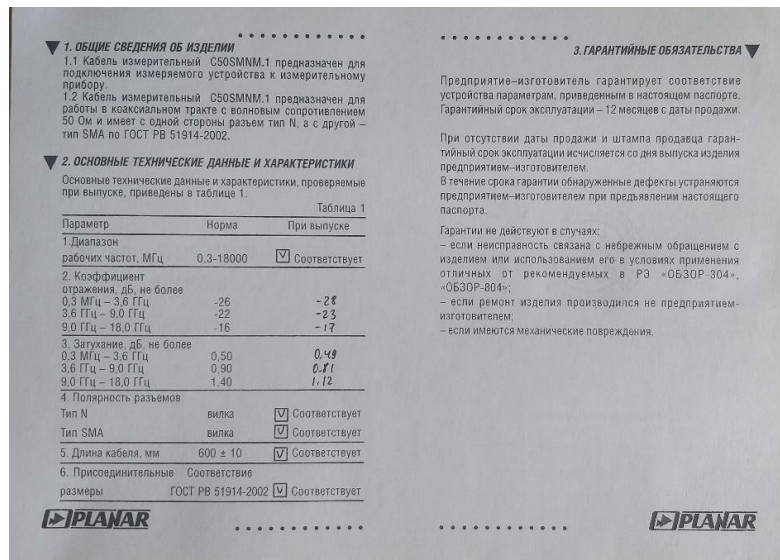 1. ОБЩИЕ СВЕДЕНИЯ ОБ ИЗДЕЛИИ
1.1 Кабель измерительный C50SMNM.1 предназначен для
подключения измеряемого устройства к измерительному
прибору.
1.2 Кабель измерительный C50SMNM.1 предназначен для
работы в коаксиальном тракте с волновым сопротивлением
50 Ом и имеет с одной стороны разъем тип N, а с другой –
тип SMA по ГОСТ РВ 51914-2002.
2. ОСНОВНЫЕ ТЕХНИЧЕСКИЕ ДАННЫЕ И ХАРАКТЕРИСТИКИ
Основные технические данные и характеристики, проверяемые
при выпуске, приведены в таблице 1.
Таблица 1
Параметр Норма При выпуске
1.Диапазон
рабочих частот, МГц 0,3-18000 V Соответствует
2. Коэффициент
отражения, дБ, не более
0,3 МГц – 3,6 ГГц -26 -28
3,6 ГГц – 9,0 ГГц -22 -23
9,0 ГГц – 18,0 ГГц -16 -17
3. Затухание, дБ, не более
0,3 МГц – 3,6 ГГц 0,50 0.49
3,6 ГГц – 9,0 ГГц 0,90 0.81
9,0 ГГц – 18,0 ГГц 1,40 1.12
4. Полярность разъемов
Тип N вилка V Соответствует
Тип SMA вилка V Соответствует
5. Длина кабеля, мм 600 ± 10 V Соответствует
6. Присоединительные Соответствие
размеры ГОСТ РВ 51914-2002 V Соответствует
PLANAR
3. ГАРАНТИЙНЫЕ ОБЯЗАТЕЛЬСТВА
Предприятие–изготовитель гарантирует соответствие
устройства параметрам, приведенным в настоящем паспорте.
Гарантийный срок эксплуатации – 12 месяцев с даты продажи.
При отсутствии даты продажи и штампа продавца гаран-
тийный срок эксплуатации исчисляется со дня выпуска изделия
предприятием–изготовителем.
В течение срока гарантии обнаруженные дефекты устраняются
предприятием–изготовителем при предъявлении настоящего
паспорта.
Гарантии не действуют в случаях:
– если неисправность связана с небрежным обращением с
изделием или использованием его в условиях применения
отличных от рекомендуемых в РЭ «ОБЗОР-304»,
«ОБЗОР-804»;
– если ремонт изделия производился не предприятием-
изготовителем;
– если имеются механические повреждения.
PLANAR